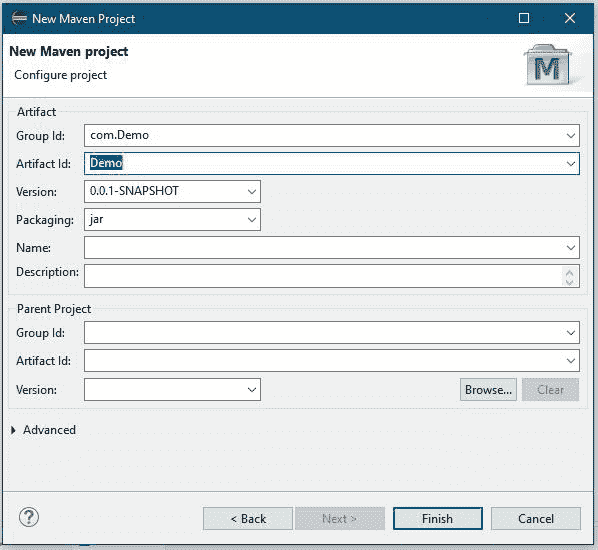 New Maven Project
New Maven project
Configure project
M
Artifact
Group Id: com.Demo
Artifact Id: Demo
Version: 0.0.1-SNAPSHOT
Packaging: jar
Name:
Description:
Parent Project
Group Id:
Artifact Id:
Version: Browse... Clear
Advanced
? < Back Next > Finish Cancel